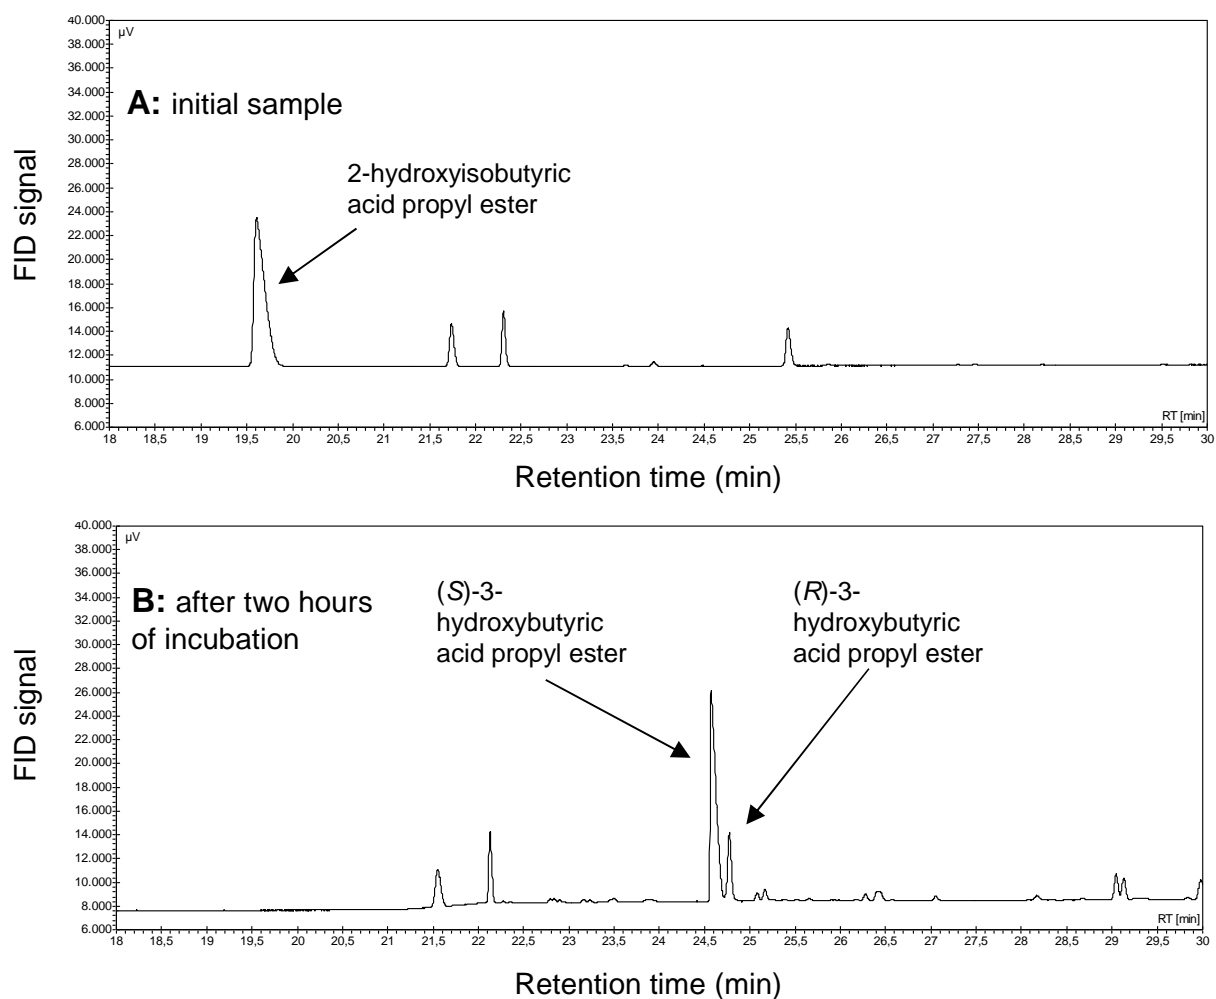 40.000
µV
38.000
36.000
34.000
A: initial sample
32.000
30.000
28.000
26.000
24.000
22.000
20.000
18.000
16.000
14.000
12.000
10.000
8.000
6.000
2-hydroxyisobutyric
acid propyl ester
FID signal
RT [min]
18 18,5 19 19,5 20 20,5 21 21,5 22 22,5 23 23,5 24 24,5 25 25,5 26 26,5 27 27,5 28 28,5 29 29,5 30
Retention time (min)
40.000
µV
38.000
36.000
34.000
32.000
30.000
28.000
26.000
24.000
22.000
20.000
18.000
16.000
14.000
12.000
10.000
8.000
6.000
B: after two hours
of incubation
(S)-3-
hydroxybutyric
acid propyl ester
(R)-3-
hydroxybutyric
acid propyl ester
FID signal
RT [min]
18 18,5 19 19,5 20 20,5 21 21,5 22 22,5 23 23,5 24 24,5 25 25,5 26 26,5 27 27,5 28 28,5 29 29,5 30
Retention time (min)